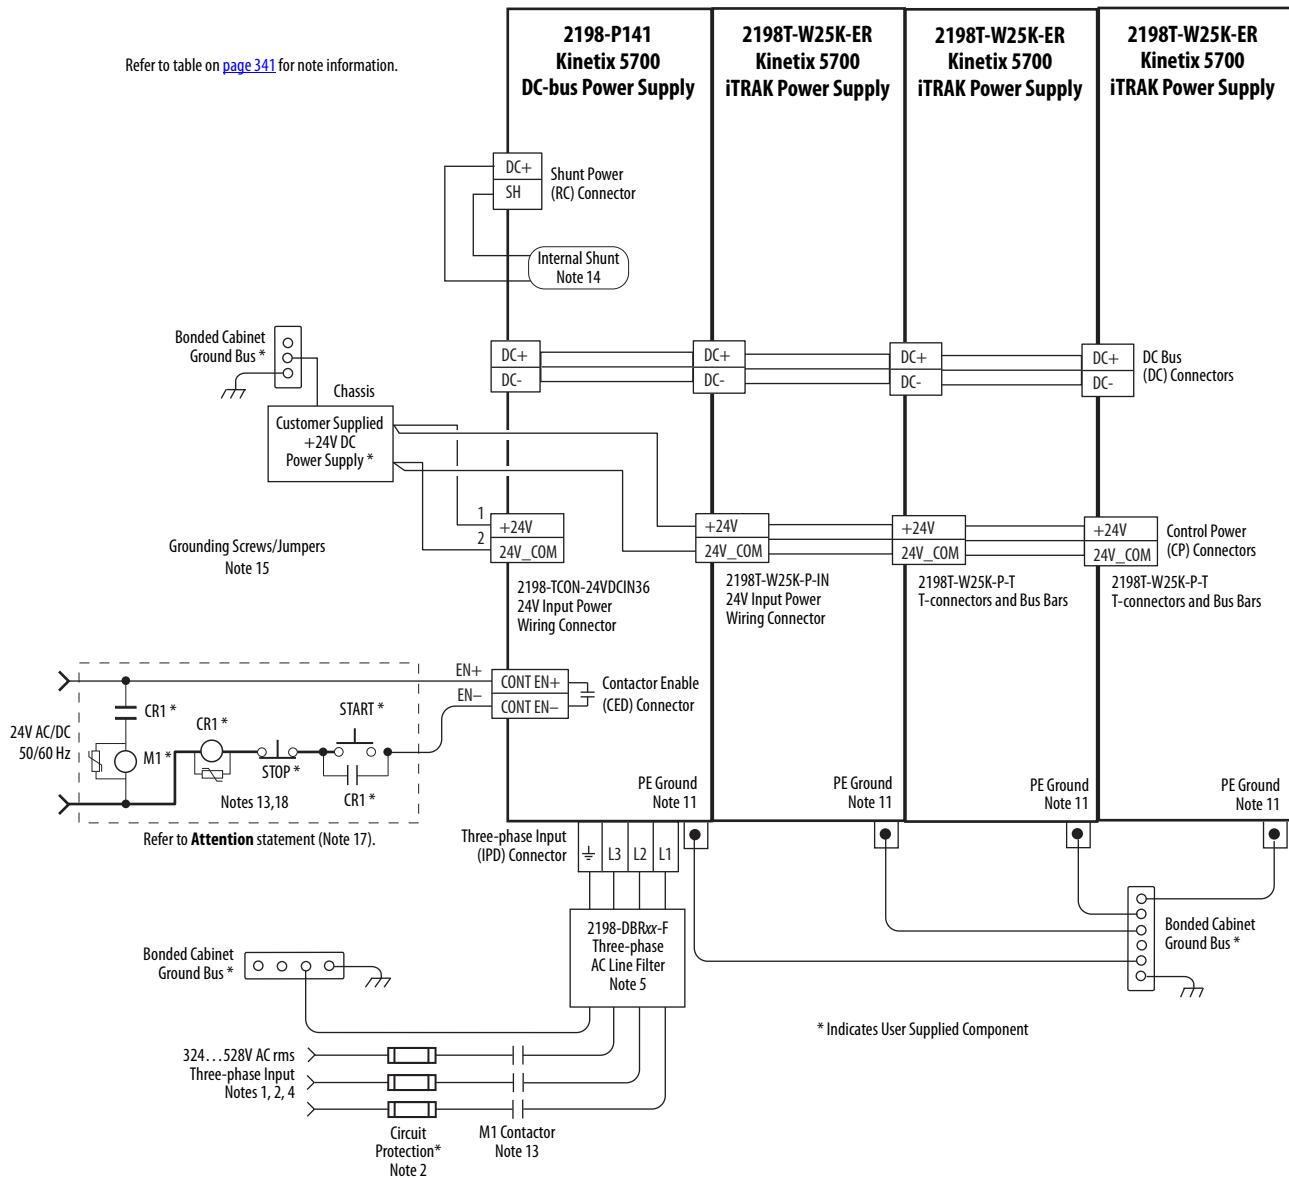 2198-P141
Kinetix 5700
DC-bus Power Supply
2198T-W25K-ER
Kinetix 5700
iTRAK Power Supply
2198T-W25K-ER
Kinetix 5700
iTRAK Power Supply
2198T-W25K-ER
Kinetix 5700
iTRAK Power Supply
Refer to table on page 341 for note information.
DC+
SH
Shunt Power
(RC) Connector
Internal Shunt
Note 14
Bonded Cabinet
Ground Bus *
DC+
DC-
DC+
DC-
DC+
DC-
DC+
DC-
DC Bus
(DC) Connectors
Chassis
Customer Supplied
+24V DC
Power Supply *
1
2
+24V
24V_COM
+24V
24V_COM
+24V
24V_COM
+24V
24V_COM
Control Power
(CP) Connectors
Grounding Screws/Jumpers
Note 15
2198-TCON-24VDCIN36
24V Input Power
Wiring Connector
2198T-W25K-P-IN
24V Input Power
Wiring Connector
2198T-W25K-P-T
T-connectors and Bus Bars
2198T-W25K-P-T
T-connectors and Bus Bars
EN+
EN–
CONT EN+
CONT EN–
Contactor Enable
(CED) Connector
24V AC/DC
50/60 Hz
CR1 *
M1 *
CR1 *
START *
STOP *
CR1 *
Notes 13,18
Refer to Attention statement (Note 17).
PE Ground
Note 11
PE Ground
Note 11
PE Ground
Note 11
PE Ground
Note 11
Three-phase Input
(IPD) Connector
L3
L2
L1
2198-DBRxx-F
Three-phase
AC Line Filter
Note 5
Bonded Cabinet
Ground Bus *
Bonded Cabinet
Ground Bus *
* Indicates User Supplied Component
324…528V AC rms
Three-phase Input
Notes 1, 2, 4
Circuit
Protection*
Note 2
M1 Contactor
Note 13